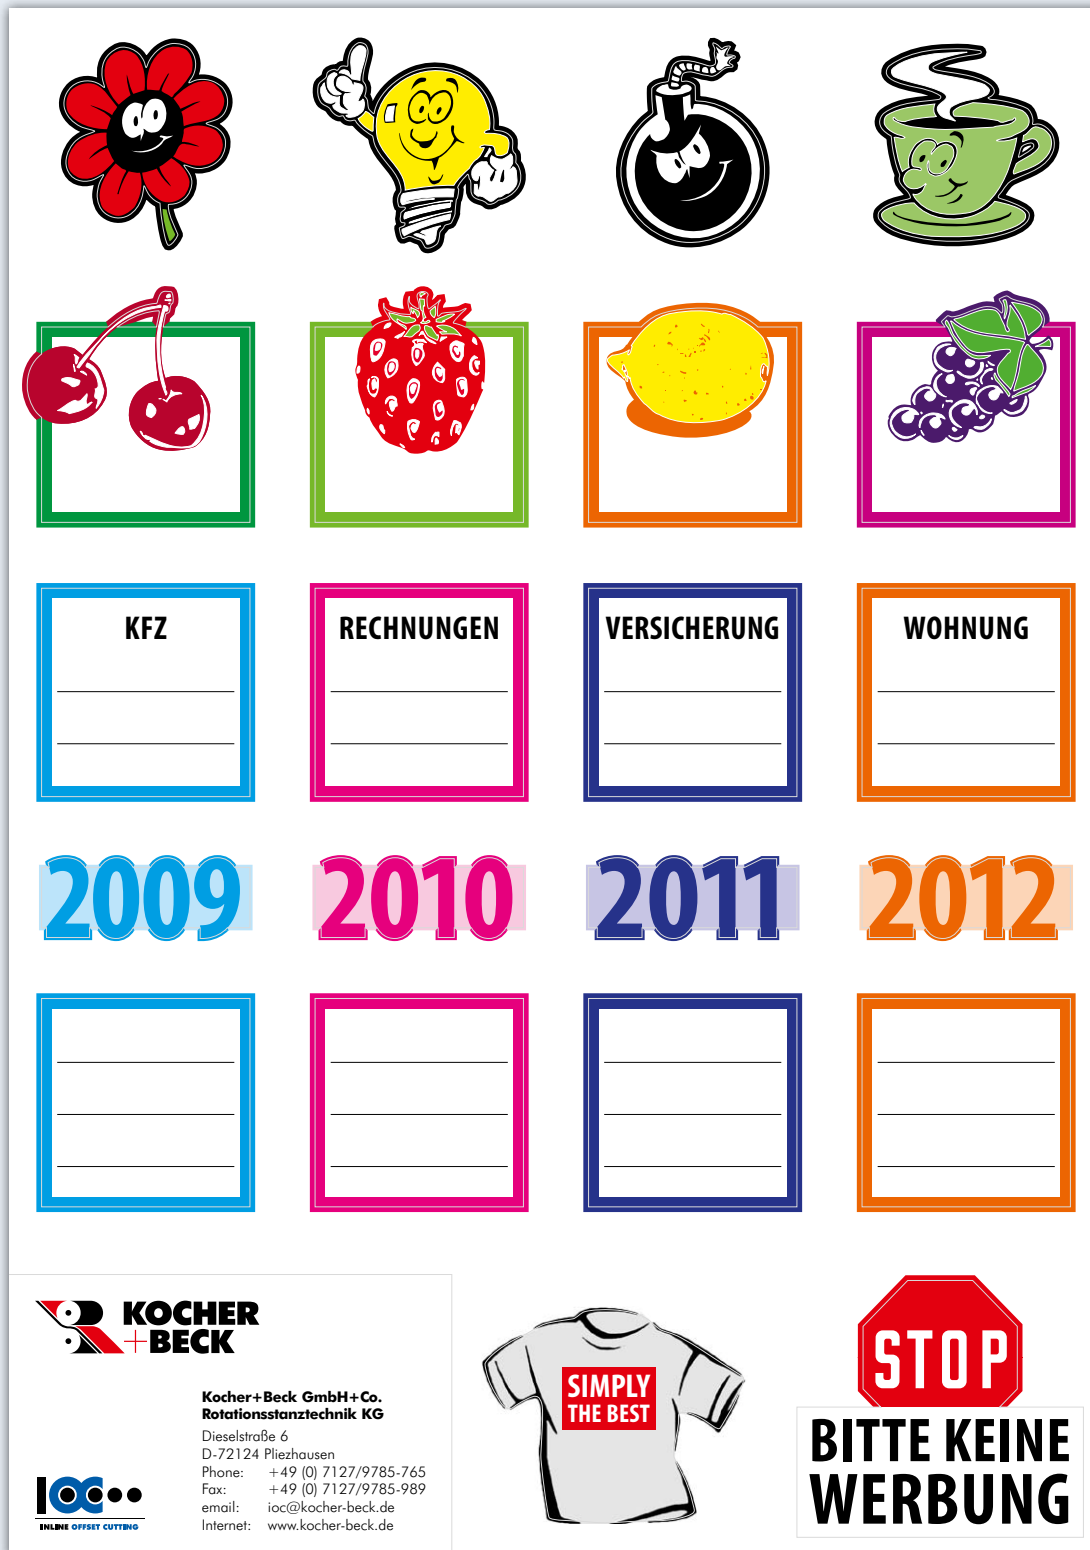 KFZ
RECHNUNGEN
VERSICHERUNG
WOHNUNG
2009
2010
2011
2012
KOCHER
+BECK
Kocher+Beck GmbH+Co.
Rotationsstanztechnik KG
Dieselstraße 6
D-72124 Pliezhausen
Phone: +49 (0) 7127/9785-765
Fax: +49 (0) 7127/9785-989
email: ioc@kocher-beck.de
Internet: www.kocher-beck.de
IOC
INLINE OFFSET CUTTING
SIMPLY
THE BEST
STOP
BITTE KEINE
WERBUNG